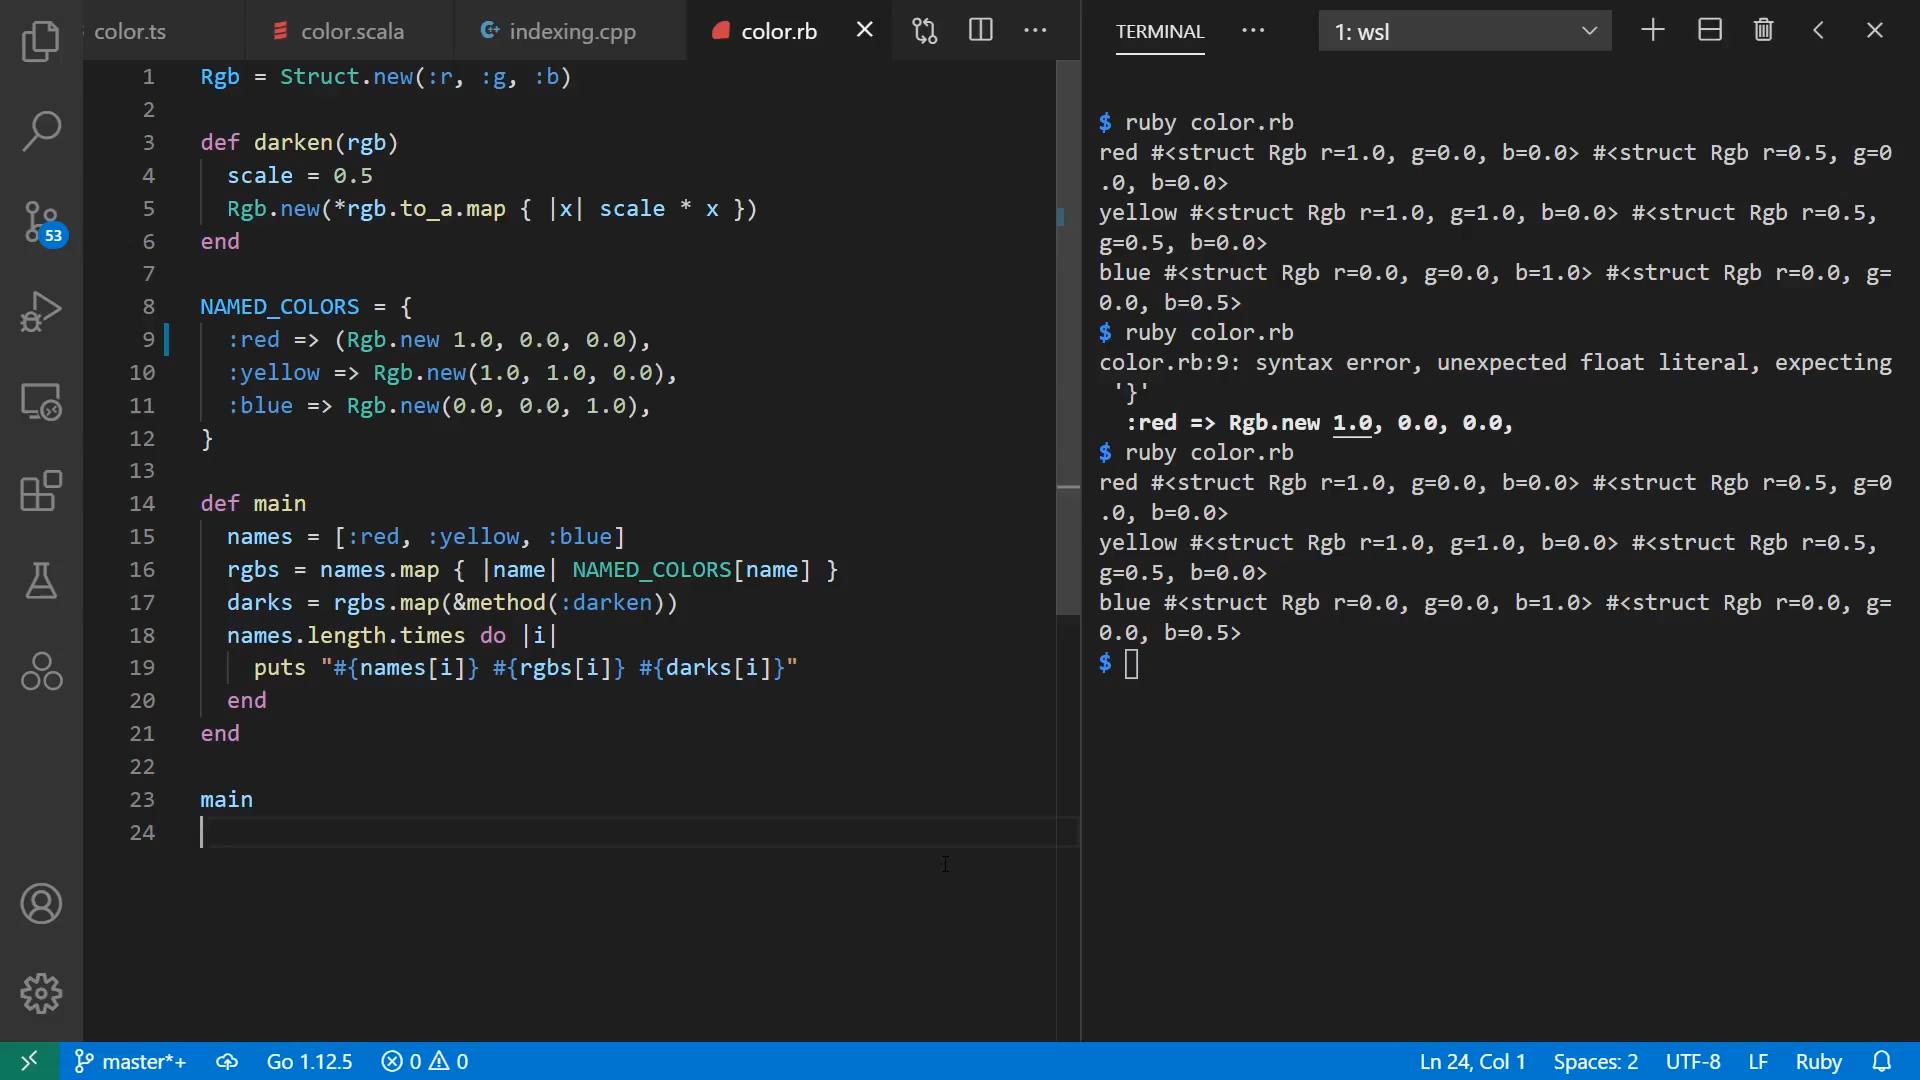 color.ts
color.scala
indexing.cpp
color.rb
1 Rgb = Struct.new(:r, :g, :b)
2
3 def darken(rgb)
4   scale = 0.5
5   Rgb.new(*rgb.to_a.map { |x| scale * x })
6 end
7
8 NAMED_COLORS = {
9   :red => (Rgb.new 1.0, 0.0, 0.0),
10   :yellow => Rgb.new(1.0, 1.0, 0.0),
11   :blue => Rgb.new(0.0, 0.0, 1.0),
12 }
13
14 def main
15   names = [:red, :yellow, :blue]
16   rgbs = names.map { |name| NAMED_COLORS[name] }
17   darks = rgbs.map(&method(:darken))
18   names.length.times do |i|
19     puts "#{names[i]} #{rgbs[i]} #{darks[i]}"
20   end
21 end
22
23 main
24
53
TERMINAL
1: wsl
$ ruby color.rb
red #<struct Rgb r=1.0, g=0.0, b=0.0> #<struct Rgb r=0.5, g=0
.0, b=0.0>
yellow #<struct Rgb r=1.0, g=1.0, b=0.0> #<struct Rgb r=0.5,
g=0.5, b=0.0>
blue #<struct Rgb r=0.0, g=0.0, b=1.0> #<struct Rgb r=0.0, g=
0.0, b=0.5>
$ ruby color.rb
color.rb:9: syntax error, unexpected float literal, expecting
 '}'
  :red => Rgb.new 1.0, 0.0, 0.0,
$ ruby color.rb
red #<struct Rgb r=1.0, g=0.0, b=0.0> #<struct Rgb r=0.5, g=0
.0, b=0.0>
yellow #<struct Rgb r=1.0, g=1.0, b=0.0> #<struct Rgb r=0.5,
g=0.5, b=0.0>
blue #<struct Rgb r=0.0, g=0.0, b=1.0> #<struct Rgb r=0.0, g=
0.0, b=0.5>
$
master*+ Go 1.12.5 0 0 Ln 24, Col 1 Spaces: 2 UTF-8 LF Ruby